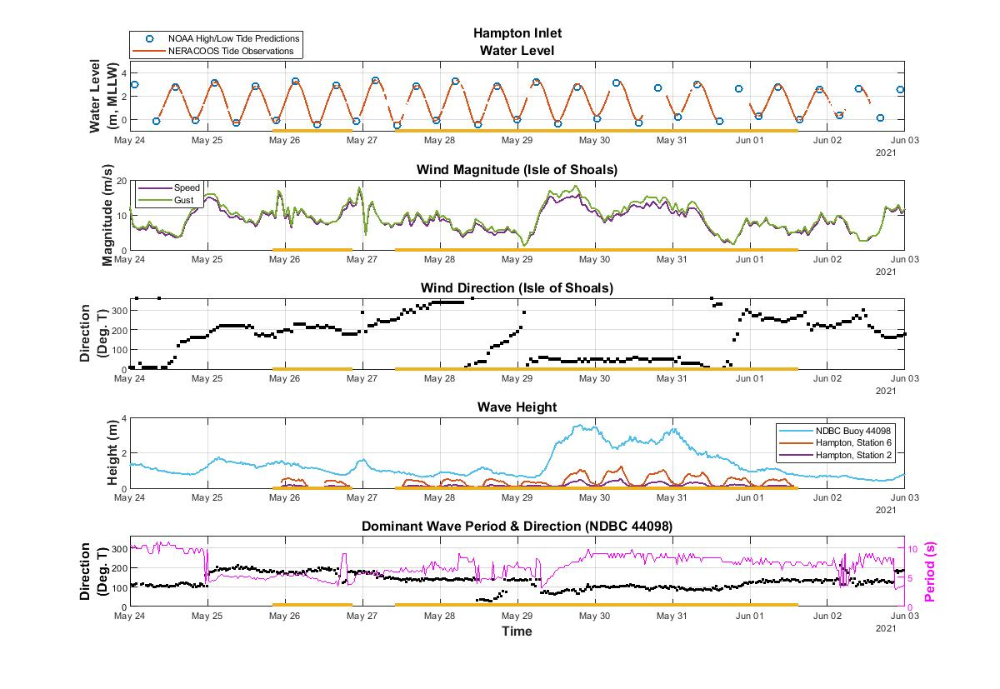 NOAA High/Low Tide Predictions
NERACOOS Tide Observations
Hampton Inlet
Water Level
Water Level
(m, MLLW)
4
2
0
May 24 May 25 May 26 May 27 May 28 May 29 May 30 May 31 Jun 01 Jun 02 Jun 03
2021
Wind Magnitude (Isle of Shoals)
Magnitude (m/s)
20
10
0
Speed
Gust
May 24 May 25 May 26 May 27 May 28 May 29 May 30 May 31 Jun 01 Jun 02 Jun 03
2021
Wind Direction (Isle of Shoals)
Direction
(Deg. T)
300
200
100
0
May 24 May 25 May 26 May 27 May 28 May 29 May 30 May 31 Jun 01 Jun 02 Jun 03
2021
Wave Height
Height (m)
4
2
0
NDBC Buoy 44098
Hampton, Station 6
Hampton, Station 2
May 24 May 25 May 26 May 27 May 28 May 29 May 30 May 31 Jun 01 Jun 02 Jun 03
2021
Dominant Wave Period & Direction (NDBC 44098)
Direction
(Deg. T)
300
200
100
0
10
5
0
Period (s)
May 24 May 25 May 26 May 27 May 28 May 29 May 30 May 31 Jun 01 Jun 02 Jun 03
2021
Time